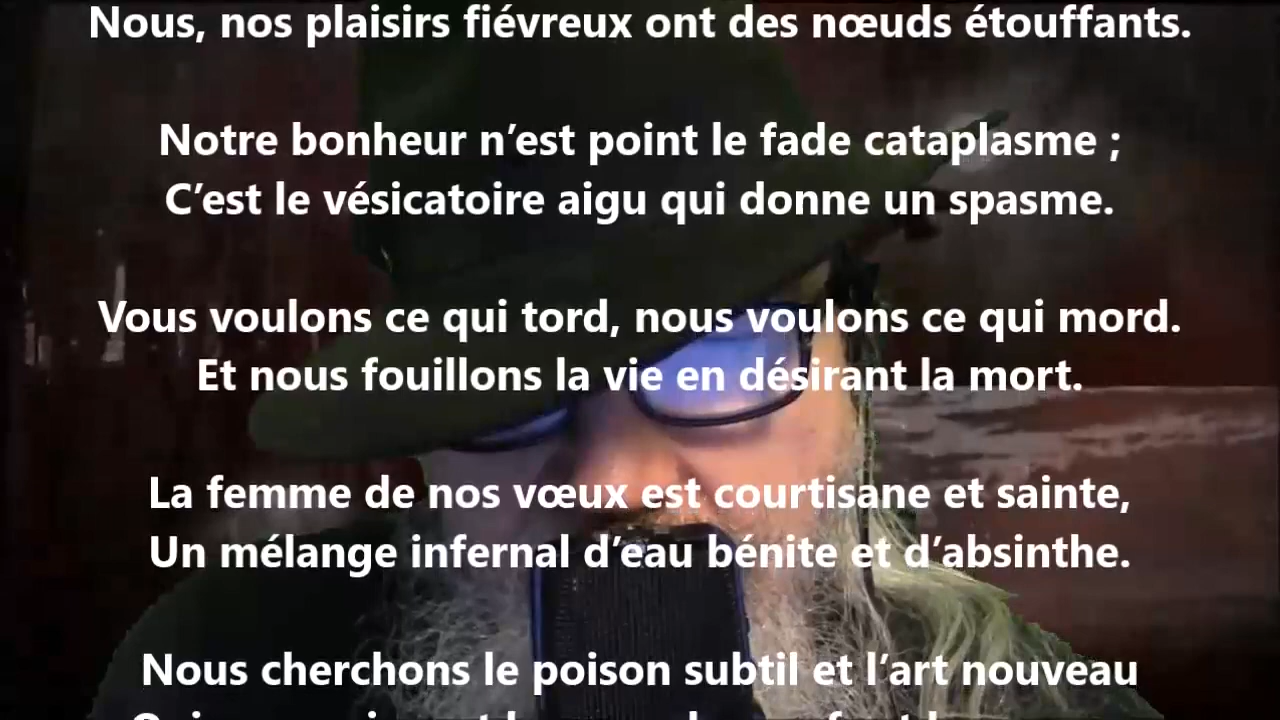 Nous, nos plaisirs fiévreux ont des nœuds étouffants.
Notre bonheur n’est point le fade cataplasme ;
C’est le vésicatoire aigu qui donne un spasme.
Vous voulons ce qui tord, nous voulons ce qui mord.
Et nous fouillons la vie en désirant la mort.
La femme de nos vœux est courtisane et sainte,
Un mélange infernal d’eau bénite et d’absinthe.
Nous cherchons le poison subtil et l’art nouveau